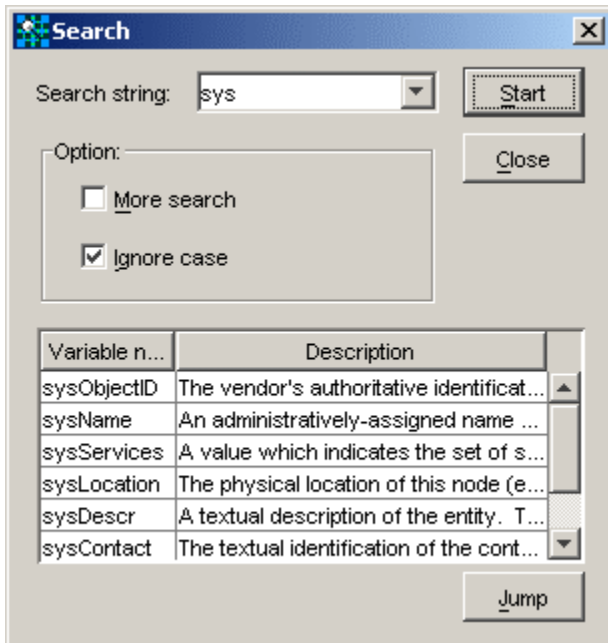 Search
Search string: sys Start
Option: Close
More search
Ignore case
Variable n... Description
sysObjectID The vendor's authoritative identificat...
sysName An administratively-assigned name ...
sysServices A value which indicates the set of s...
sysLocation The physical location of this node (e...
sysDescr A textual description of the entity. T...
sysContact The textual identification of the cont...
Jump